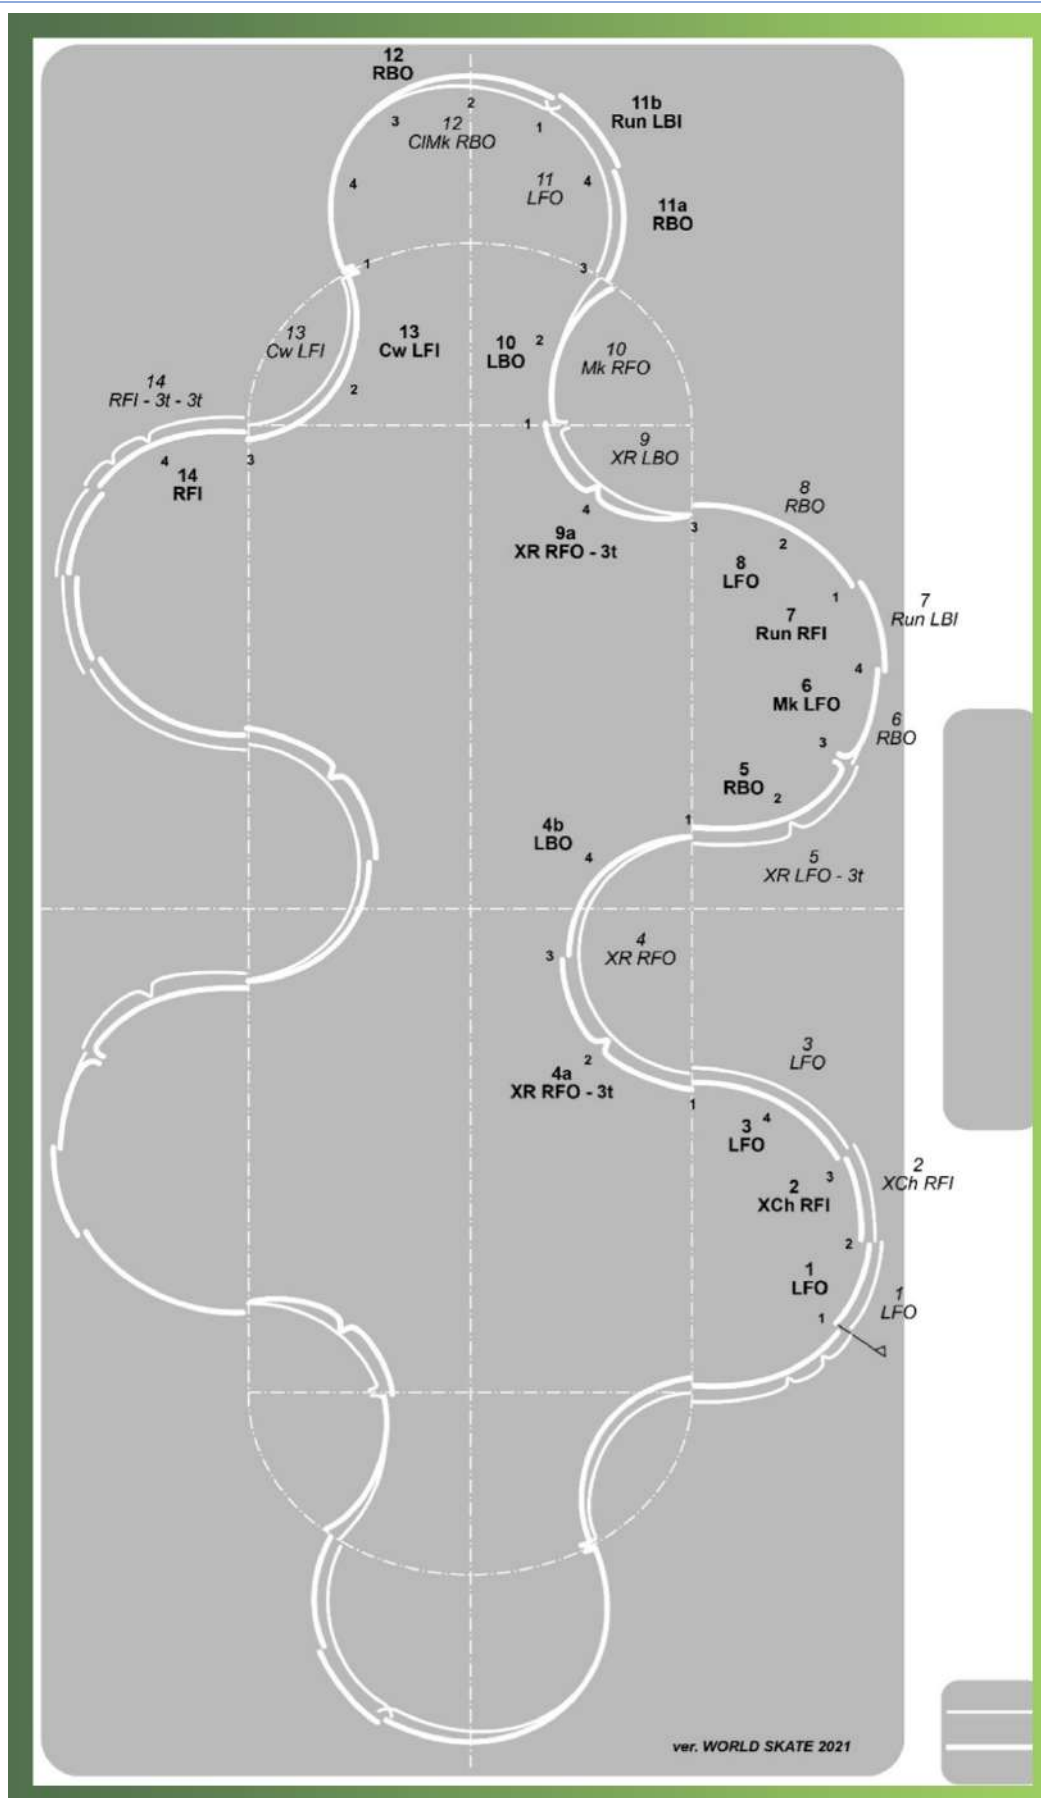 12
RBO
11b
Run LBI
2
3
12
ClMk RBO
1
4
11
LFO
4
11a
RBO
1
3
13
Cw LFI
13
Cw LFI
10
LBO
2
10
Mk RFO
14
RFI - 3t - 3t
2
1
9
XR LBO
4
3
14
RFI
8
RBO
4
3
2
9a
XR RFO - 3t
8
LFO
1
7
Run LBI
7
Run RFI
4
6
Mk LFO
6
RBO
3
5
RBO
2
1
4b
LBO
4
5
XR LFO - 3t
4
XR RFO
3
2
3
LFO
4a
XR RFO - 3t
1
4
3
LFO
3
2
XCh RFI
2
XCh RFI
2
1
LFO
1
LFO
1
ver. WORLD SKATE 2021